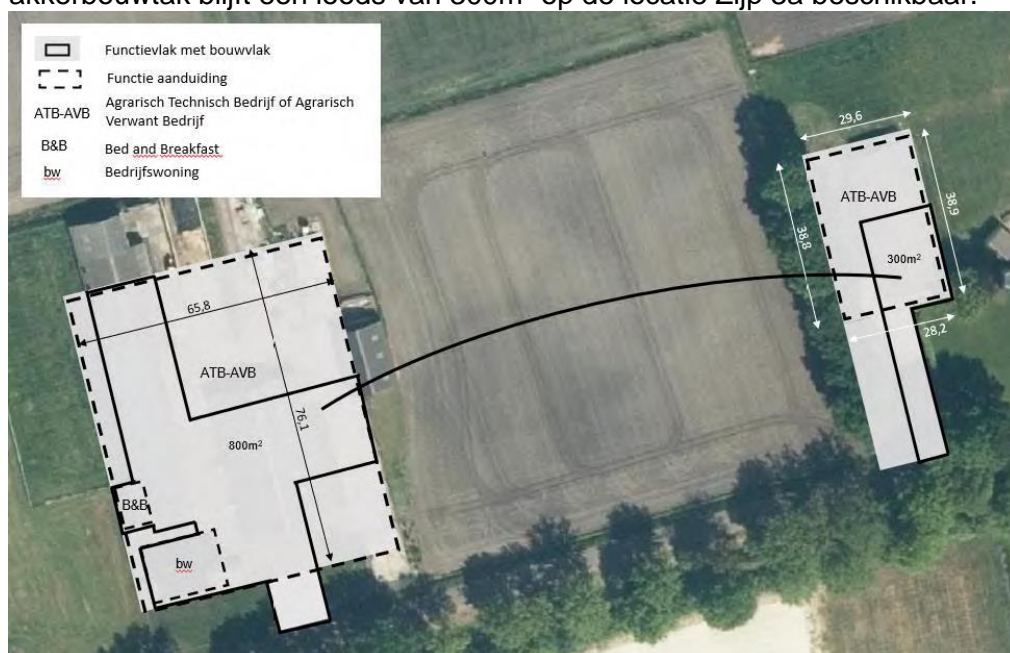 akkerbouwtak blijft een loods van 300m² op de locatie Zijp 8a beschikbaar.
Functievlak met bouwvlak
Functie aanduiding
ATB-AVB Agrarisch Technisch Bedrijf of Agrarisch
Verwant Bedrijf
B&B Bed and Breakfast
bw Bedrijfswoning
29,6
ATB-AVB
38,9
38,8
300m²
28,2
65,8
ATB-AVB
76,1
800m²
B&B
bw